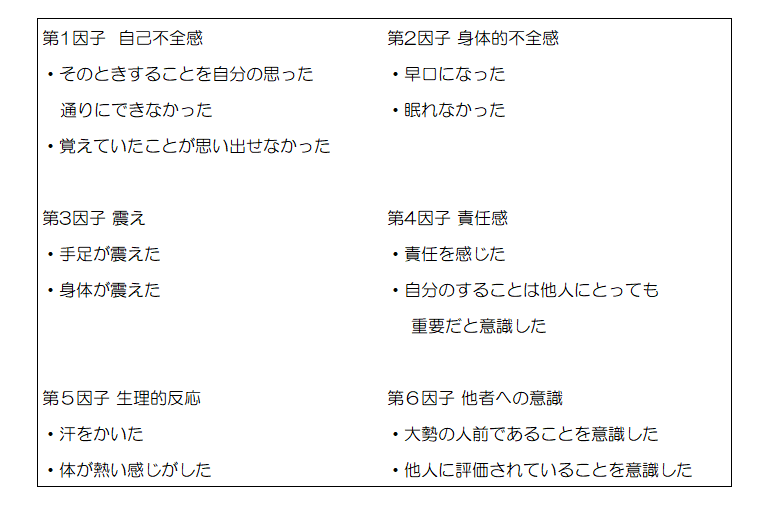 第1因子 自己不全感
・そのときすることを自分の思った
通りにできなかった
・覚えていたことが思い出せなかった
第2因子 身体的不全感
・早口になった
・眠れなかった
第3因子 震え
・手足が震えた
・身体が震えた
第4因子 責任感
・責任を感じた
・自分のすることは他人にとっても
重要だと意識した
第５因子 生理的反応
・汗をかいた
・体が熱い感じがした
第６因子 他者への意識
・大勢の人前であることを意識した
・他人に評価されていることを意識した